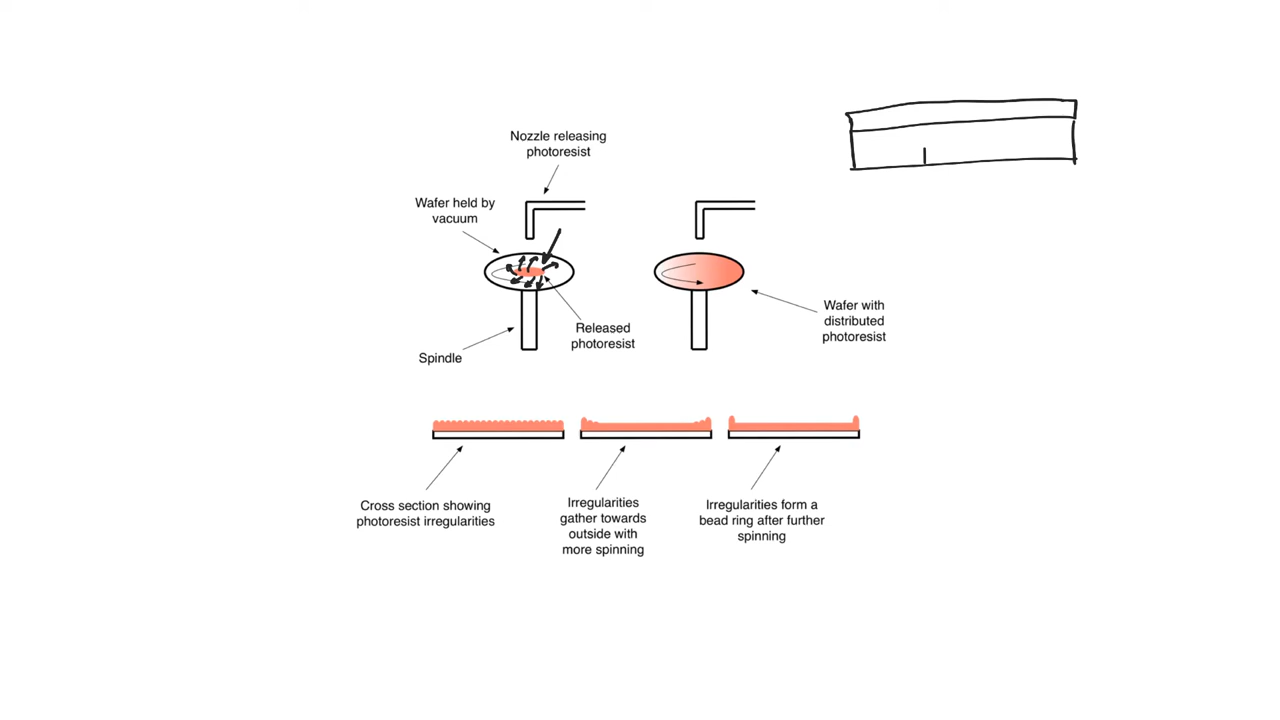 Nozzle releasing
photoresist
Wafer held by
vacuum
Released
photoresist
Spindle
Wafer with
distributed
photoresist
Cross section showing
photoresist irregularities
Irregularities
gather towards
outside with
more spinning
Irregularities form a
bead ring after further
spinning